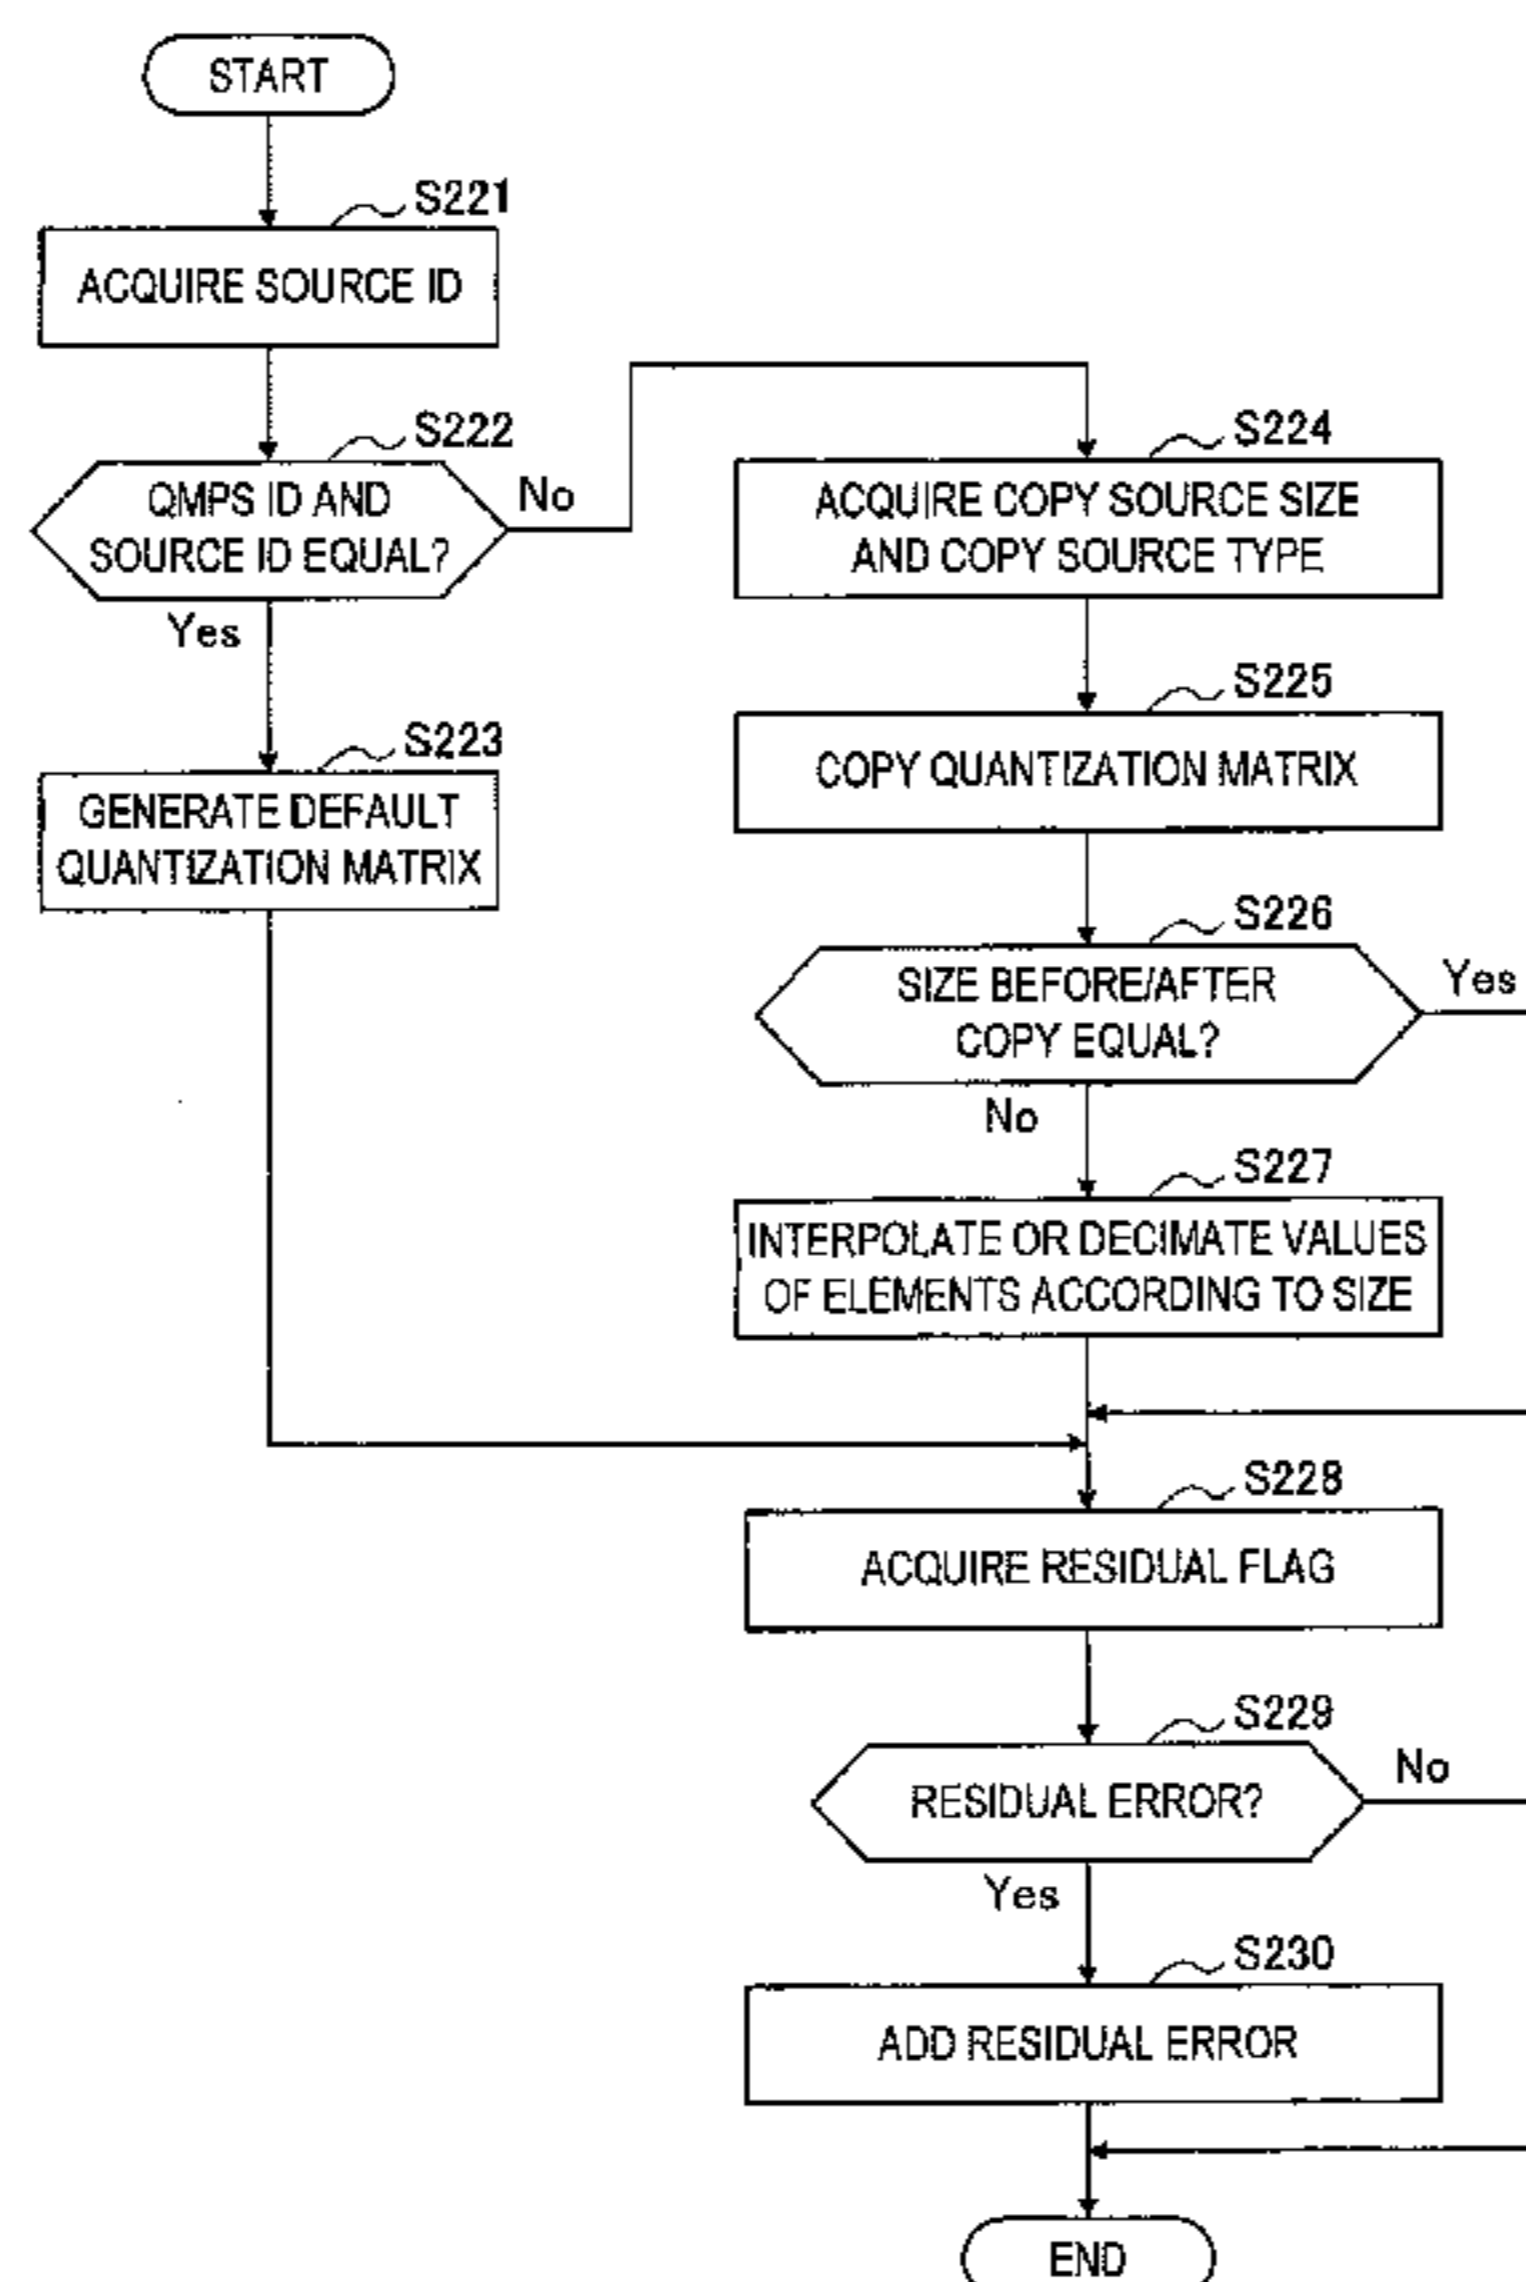 START
S221
ACQUIRE SOURCE ID
S222
QMPS ID AND
SOURCE ID EQUAL?
No
Yes
S223
GENERATE DEFAULT
QUANTIZATION MATRIX
S224
ACQUIRE COPY SOURCE SIZE
AND COPY SOURCE TYPE
S225
COPY QUANTIZATION MATRIX
S226
SIZE BEFORE/AFTER
COPY EQUAL?
Yes
No
S227
INTERPOLATE OR DECIMATE VALUES
OF ELEMENTS ACCORDING TO SIZE
S228
ACQUIRE RESIDUAL FLAG
S229
RESIDUAL ERROR?
No
Yes
S230
ADD RESIDUAL ERROR
END